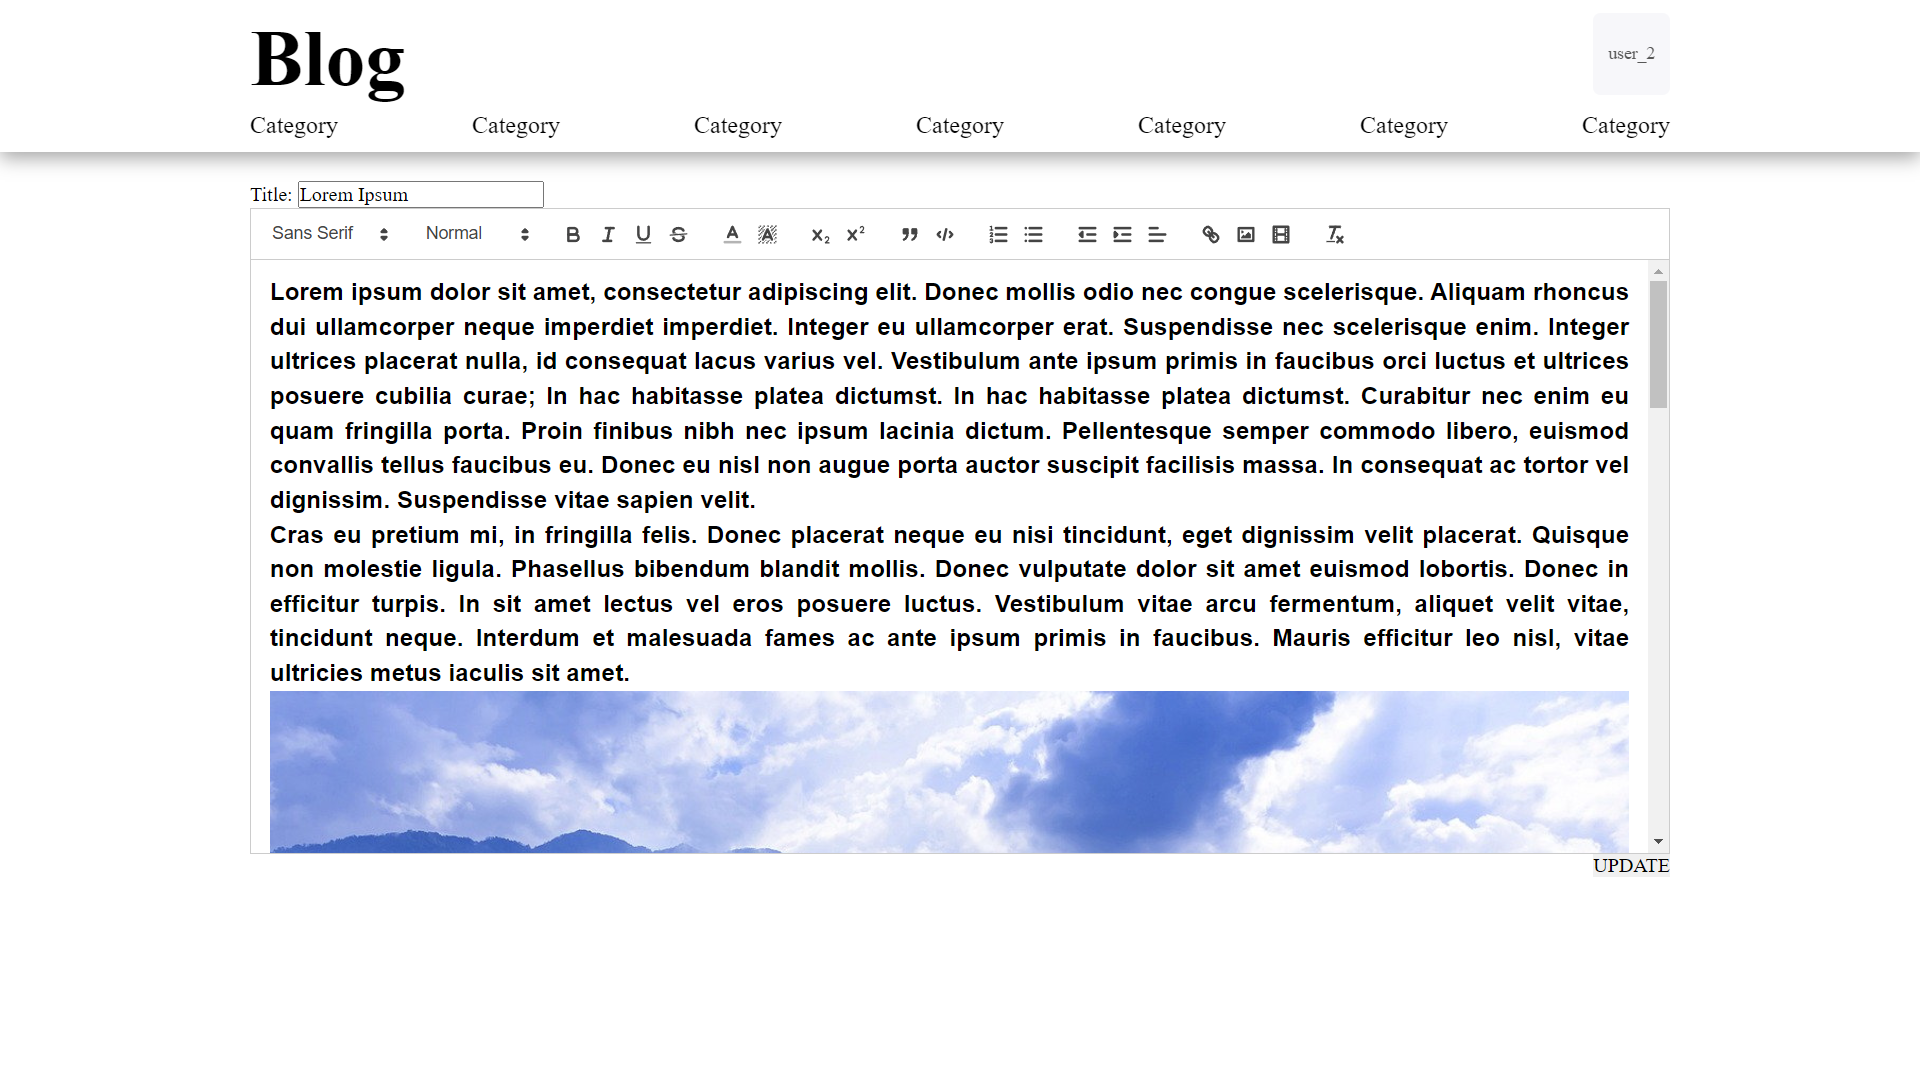 Blog
user_2
Category Category Category Category Category Category Category
Title: Lorem Ipsum
Sans Serif Normal
Lorem ipsum dolor sit amet, consectetur adipiscing elit. Donec mollis odio nec congue scelerisque. Aliquam rhoncus
dui ullamcorper neque imperdiet imperdiet. Integer eu ullamcorper erat. Suspendisse nec scelerisque enim. Integer
ultrices placerat nulla, id consequat lacus varius vel. Vestibulum ante ipsum primis in faucibus orci luctus et ultrices
posuere cubilia curae; In hac habitasse platea dictumst. In hac habitasse platea dictumst. Curabitur nec enim eu
quam fringilla porta. Proin finibus nibh nec ipsum lacinia dictum. Pellentesque semper commodo libero, euismod
convallis tellus faucibus eu. Donec eu nisl non augue porta auctor suscipit facilisis massa. In consequat ac tortor vel
dignissim. Suspendisse vitae sapien velit.
Cras eu pretium mi, in fringilla felis. Donec placerat neque eu nisi tincidunt, eget dignissim velit placerat. Quisque
non molestie ligula. Phasellus bibendum blandit mollis. Donec vulputate dolor sit amet euismod lobortis. Donec in
efficitur turpis. In sit amet lectus vel eros posuere luctus. Vestibulum vitae arcu fermentum, aliquet velit vitae,
tincidunt neque. Interdum et malesuada fames ac ante ipsum primis in faucibus. Mauris efficitur leo nisl, vitae
ultricies metus iaculis sit amet.
UPDATE